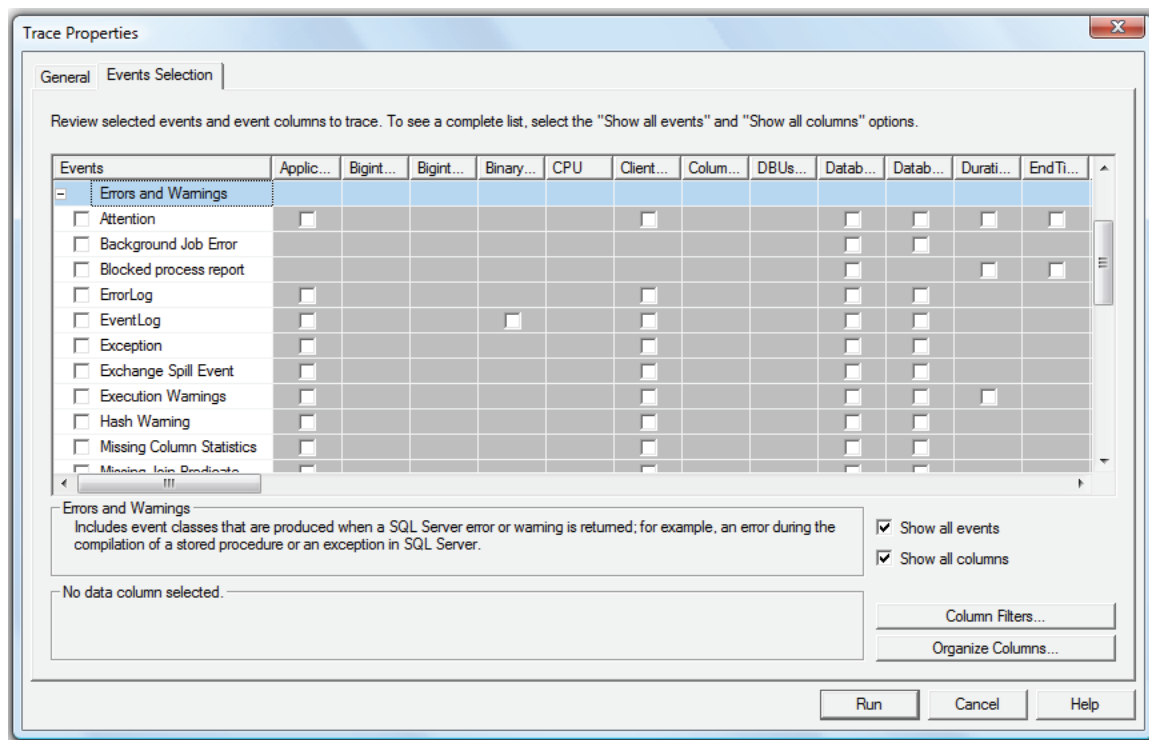 Trace Properties
General
Events Selection
Review selected events and event columns to trace. To see a complete list, select the "Show all events" and "Show all columns" options.
Events Applic... Bigint... Bigint... Binary... CPU Client... Colum... DBUs... Datab... Datab... Durati... EndTi...
Errors and Warnings
Attention
Background Job Error
Blocked process report
ErrorLog
EventLog
Exception
Exchange Spill Event
Execution Warnings
Hash Warning
Missing Column Statistics
Missing Join Predicate
Errors and Warnings
Includes event classes that are produced when a SQL Server error or warning is returned; for example, an error during the
compilation of a stored procedure or an exception in SQL Server.
Show all events
Show all columns
No data column selected.
Column Filters...
Organize Columns...
Run Cancel Help